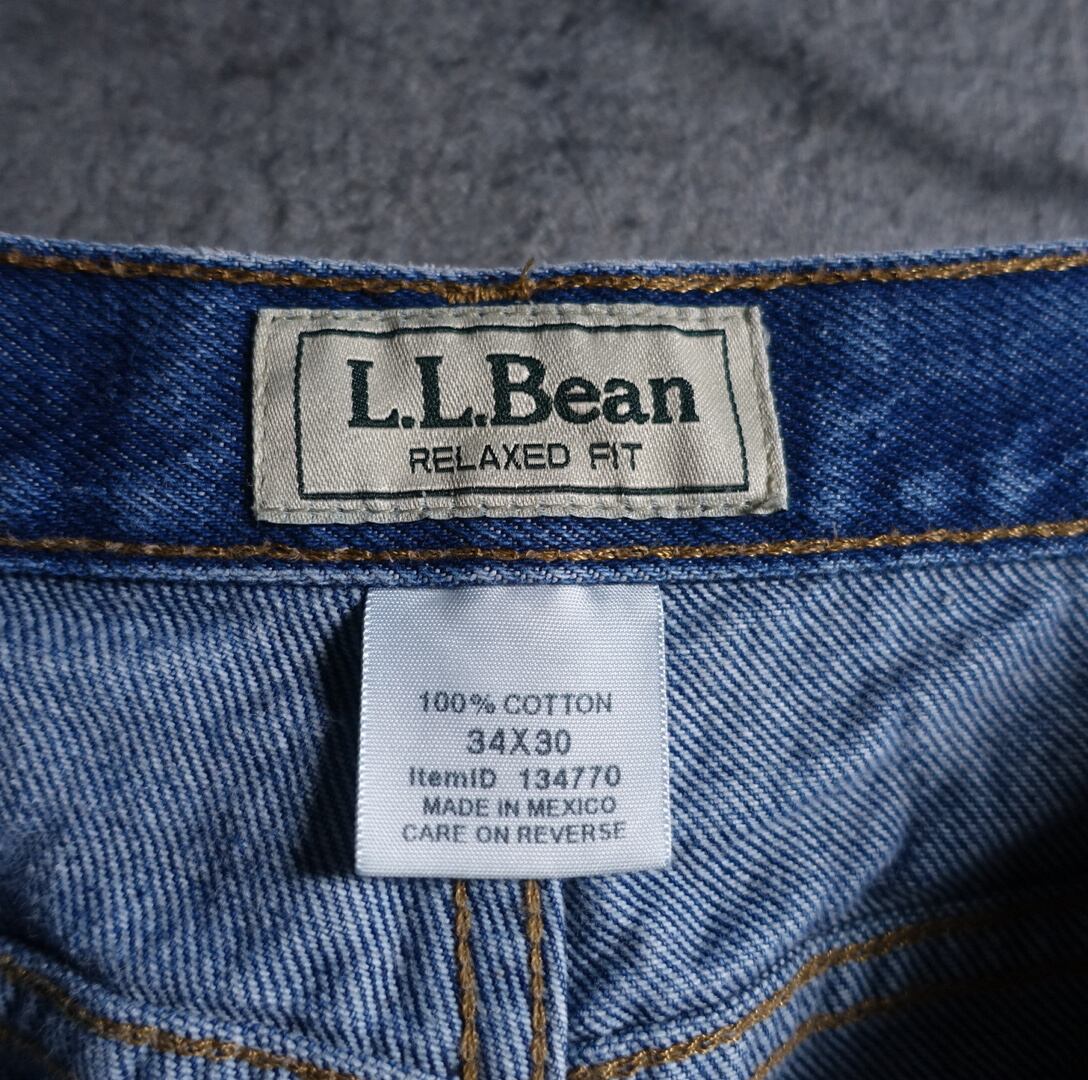 L.L.Bean
RELAXED FIT
100% COTTON
34X30
ItemID 134770
MADE IN MEXICO
CARE ON REVERSE